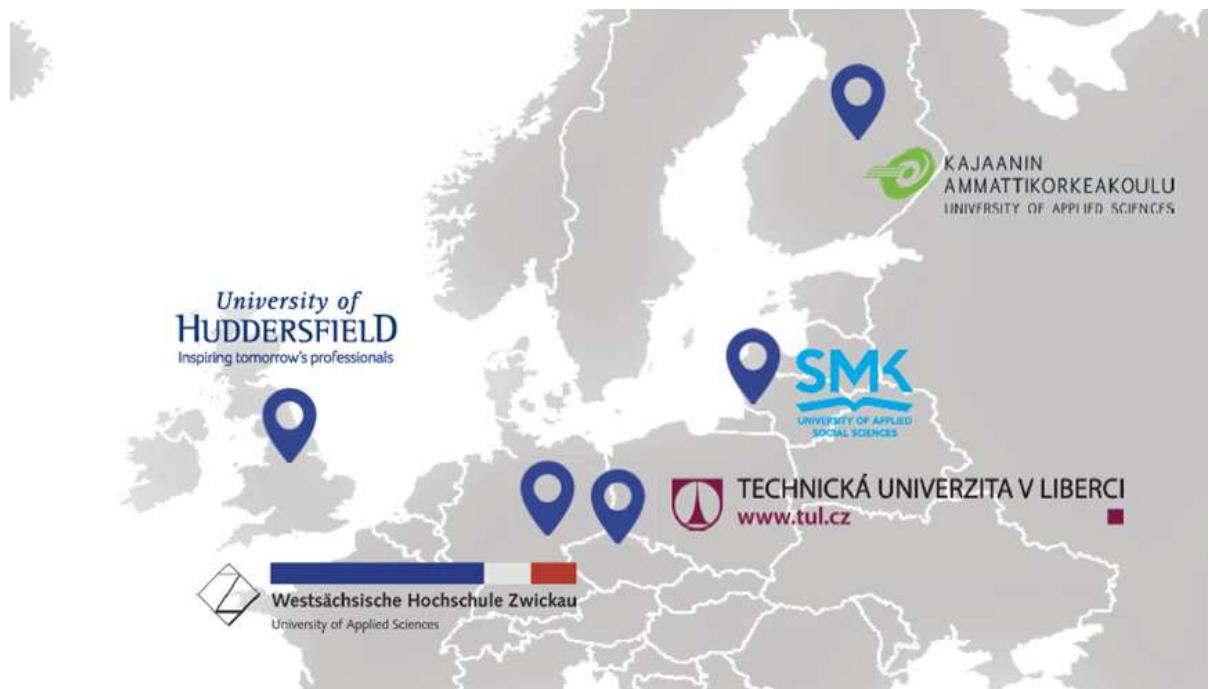 KAJAANIN
AMMATTIKORKEAKOULU
UNIVERSITY OF APPLIED SCIENCES
University of
HUDDERSFIELD
Inspiring tomorrow's professionals
SMK
UNIVERSITY OF APPLIED
SOCIAL SCIENCES
TECHNICKÁ UNIVERZITA V LIBERCI
www.tul.cz
Westsächsische Hochschule Zwickau
University of Applied Sciences